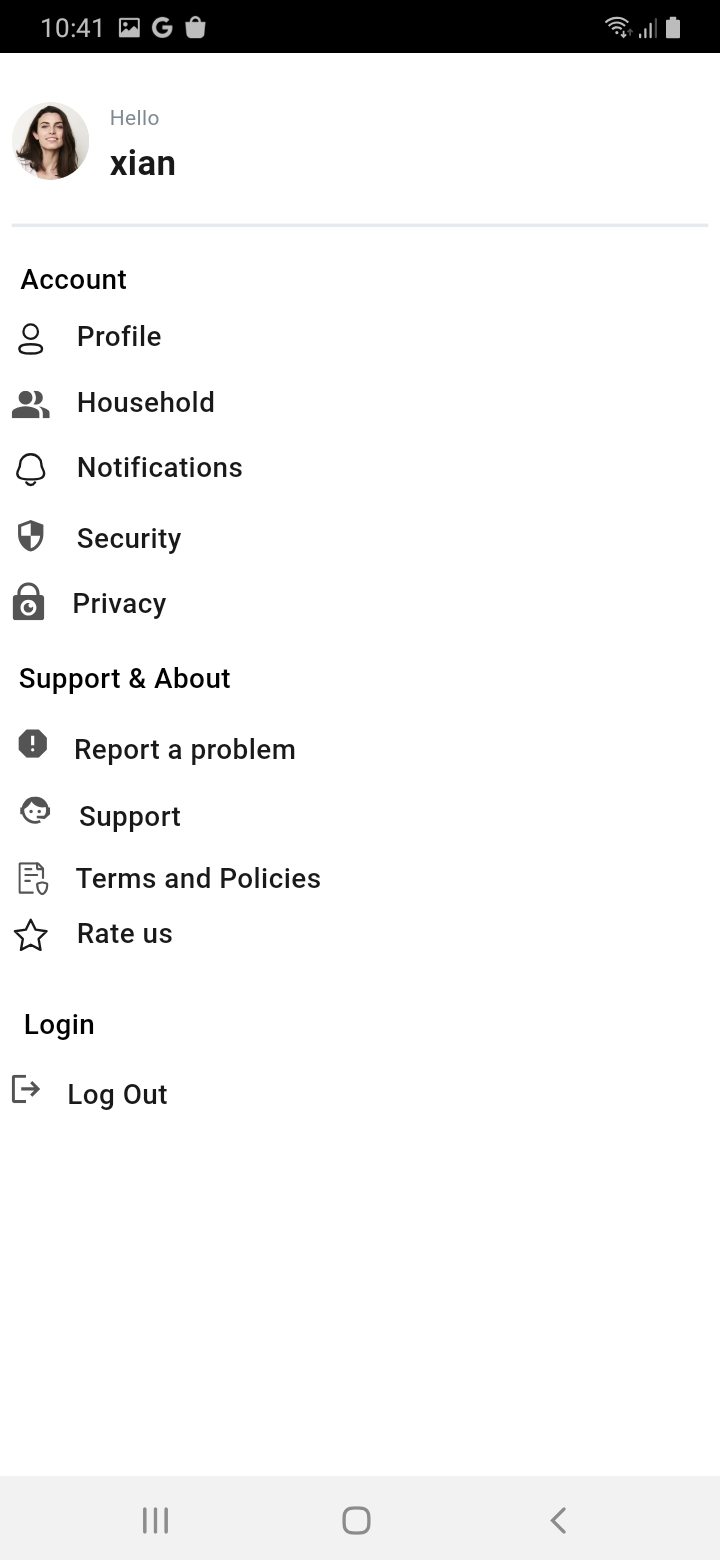 10:41
Hello
xian
Account
Profile
Household
Notifications
Security
Privacy
Support & About
Report a problem
Support
Terms and Policies
Rate us
Login
Log Out